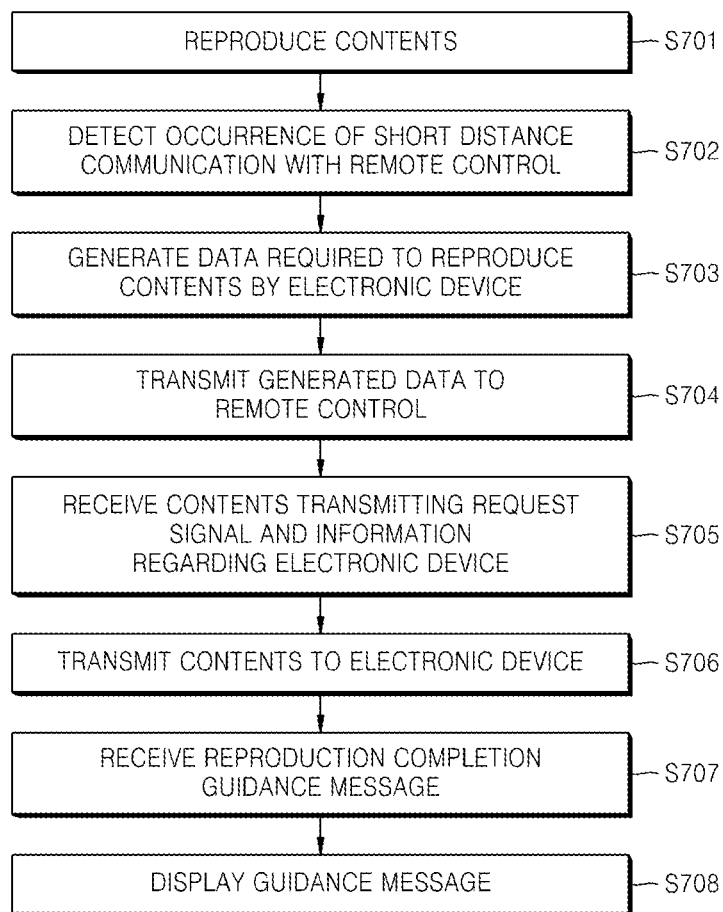 REPRODUCE CONTENTS
S701
DETECT OCCURRENCE OF SHORT DISTANCE
COMMUNICATION WITH REMOTE CONTROL
S702
GENERATE DATA REQUIRED TO REPRODUCE
CONTENTS BY ELECTRONIC DEVICE
S703
TRANSMIT GENERATED DATA TO
REMOTE CONTROL
S704
RECEIVE CONTENTS TRANSMITTING REQUEST
SIGNAL AND INFORMATION
REGARDING ELECTRONIC DEVICE
S705
TRANSMIT CONTENTS TO ELECTRONIC DEVICE
S706
RECEIVE REPRODUCTION COMPLETION
GUIDANCE MESSAGE
S707
DISPLAY GUIDANCE MESSAGE
S708